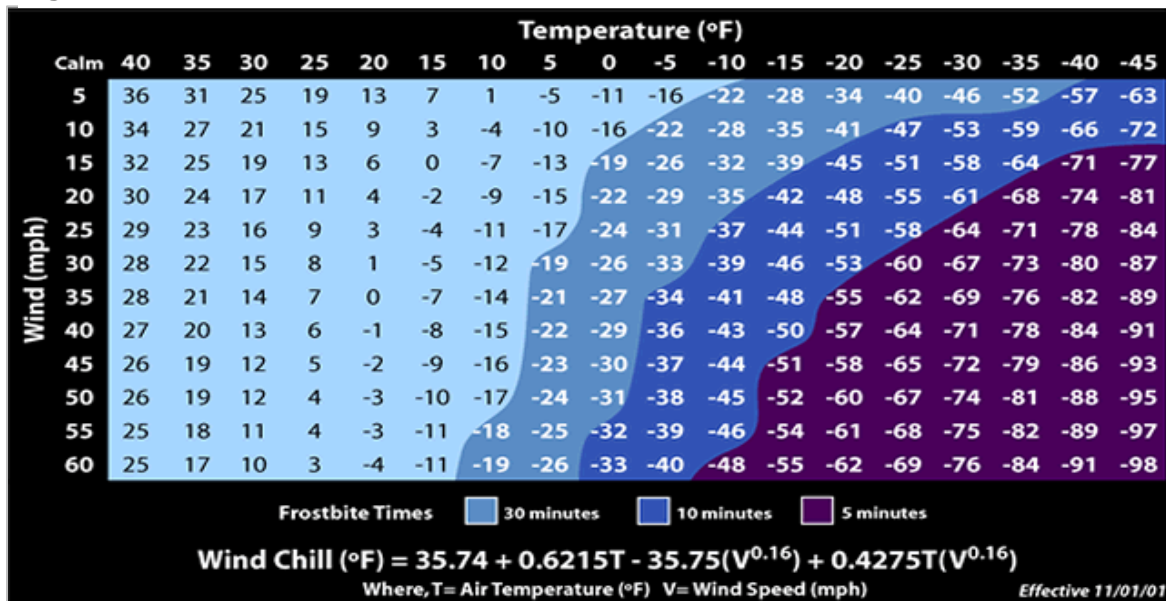 Temperature (ºF)
Calm 40 35 30 25 20 15 10 5 0 -5 -10 -15 -20 -25 -30 -35 -40 -45
Wind (mph)
5 36 31 25 19 13 7 1 -5 -11 -16 -22 -28 -34 -40 -46 -52 -57 -63
10 34 27 21 15 9 3 -4 -10 -16 -22 -28 -35 -41 -47 -53 -59 -66 -72
15 32 25 19 13 6 0 -7 -13 -19 -26 -32 -39 -45 -51 -58 -64 -71 -77
20 30 24 17 11 4 -2 -9 -15 -22 -29 -35 -42 -48 -55 -61 -68 -74 -81
25 29 23 16 9 3 -4 -11 -17 -24 -31 -37 -44 -51 -58 -64 -71 -78 -84
30 28 22 15 8 1 -5 -12 -19 -26 -33 -39 -46 -53 -60 -67 -73 -80 -87
35 28 21 14 7 0 -7 -14 -21 -27 -34 -41 -48 -55 -62 -69 -76 -82 -89
40 27 20 13 6 -1 -8 -15 -22 -29 -36 -43 -50 -57 -64 -71 -78 -84 -91
45 26 19 12 5 -2 -9 -16 -23 -30 -37 -44 -51 -58 -65 -72 -79 -86 -93
50 26 19 12 4 -3 -10 -17 -24 -31 -38 -45 -52 -60 -67 -74 -81 -88 -95
55 25 18 11 4 -3 -11 -18 -25 -32 -39 -46 -54 -61 -68 -75 -82 -89 -97
60 25 17 10 3 -4 -11 -19 -26 -33 -40 -48 -55 -62 -69 -76 -84 -91 -98
Frostbite Times 30 minutes 10 minutes 5 minutes
Wind Chill (ºF) = 35.74 + 0.6215T - 35.75(V^0.16) + 0.4275T(V^0.16)
Where, T= Air Temperature (ºF) V= Wind Speed (mph) Effective 11/01/01